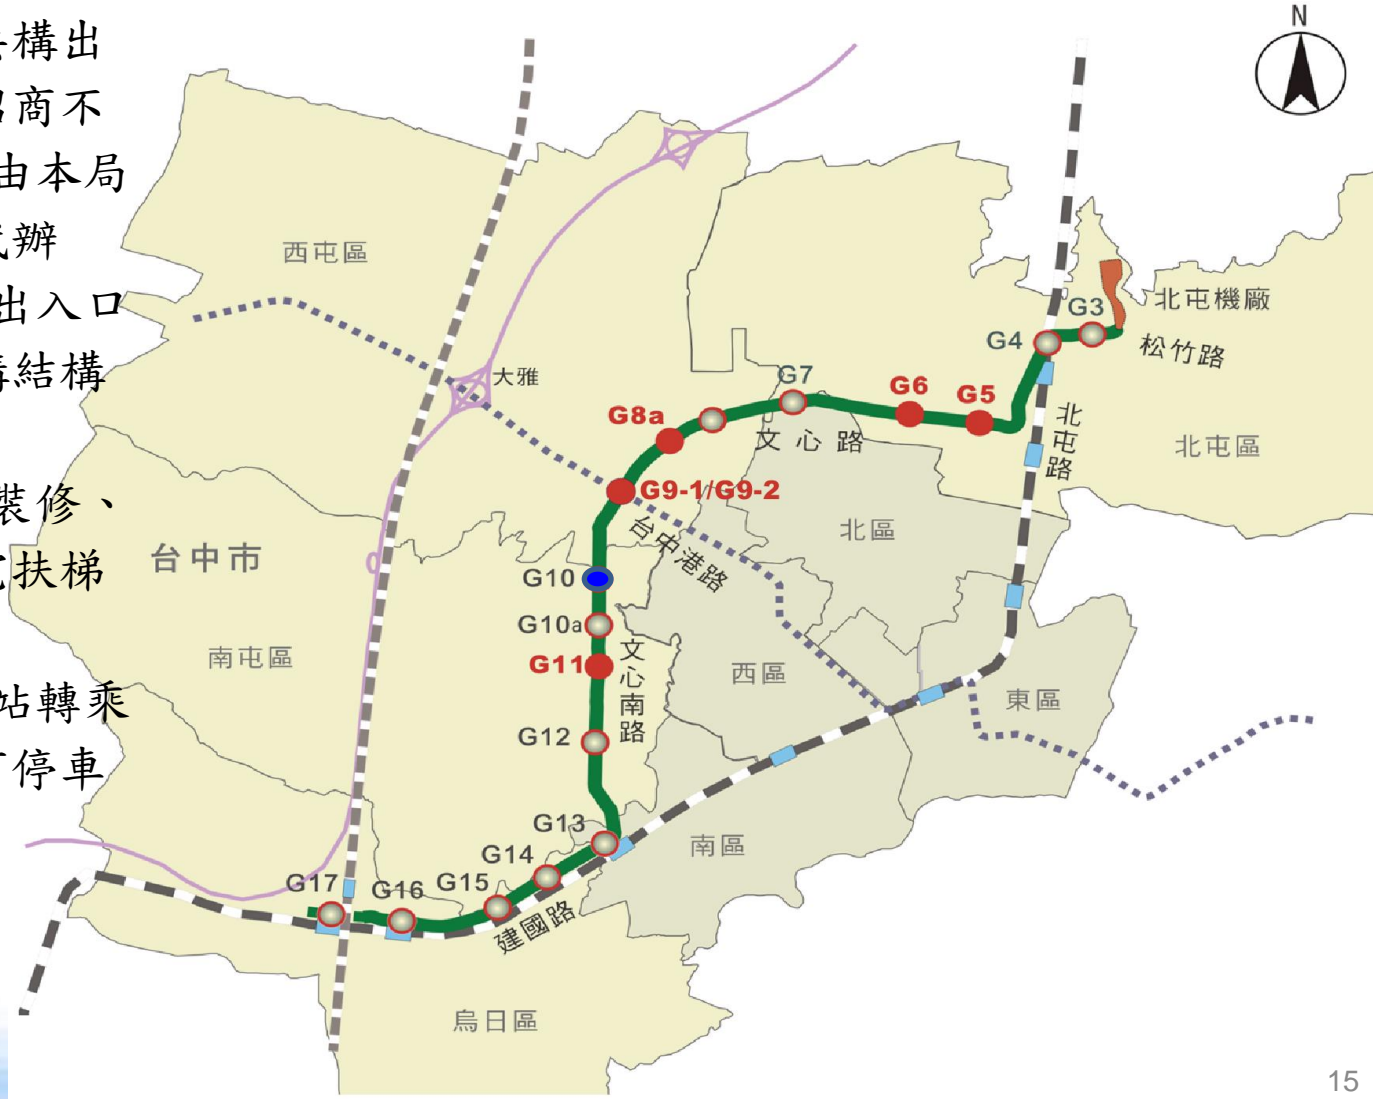 構出
商不
由本局
辦
出入口
構結構
裝修、
扶梯
站轉乘
停車
N
西屯區
大雅
台中市
南屯區
G3
北屯機廠
G4
松竹路
G7
G6
G5
北屯路
北屯區
G8a
文心路
G9-1/G9-2
台中港路
北區
G10
G10a
G11
文心南路
西區
東區
G12
G13
南區
G14
G15
G16
G17
建國路
烏日區
15